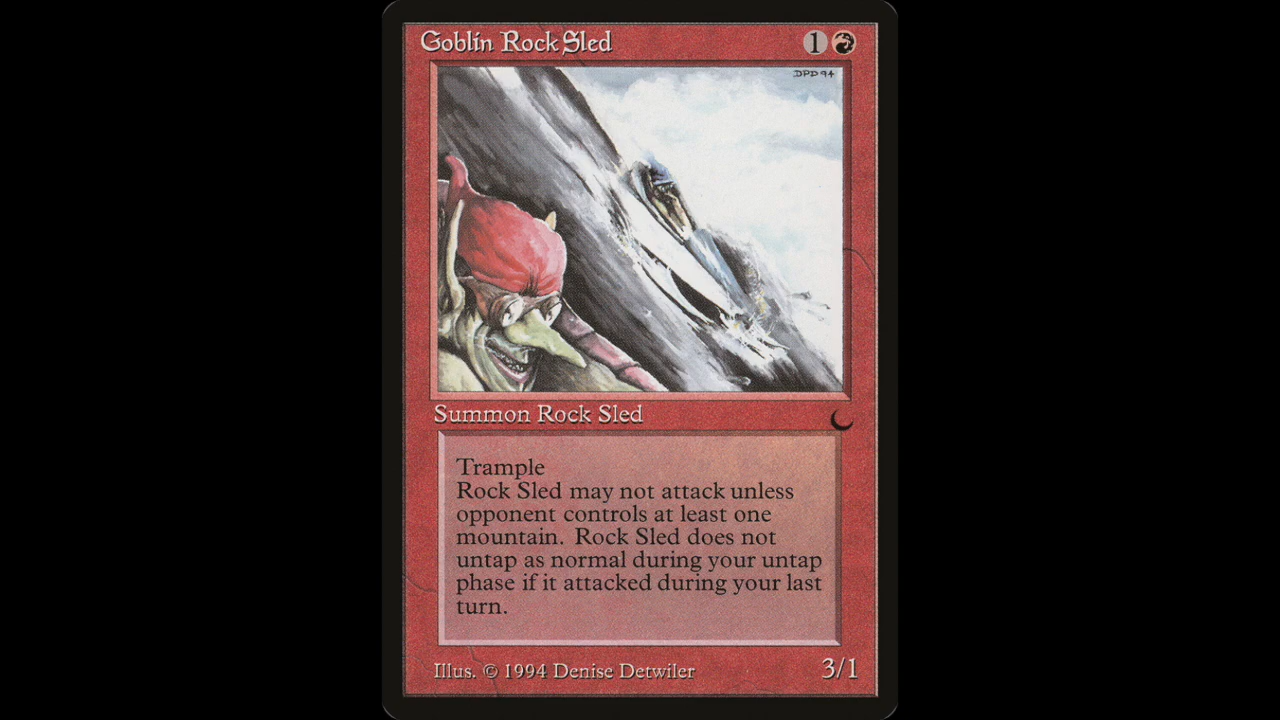 Goblin Rock Sled 1
DPD 94
Summon Rock Sled
Trample
Rock Sled may not attack unless
opponent controls at least one
mountain. Rock Sled does not
untap as normal during your untap
phase if it attacked during your last
turn.
Illus. © 1994 Denise Detwiler 3/1